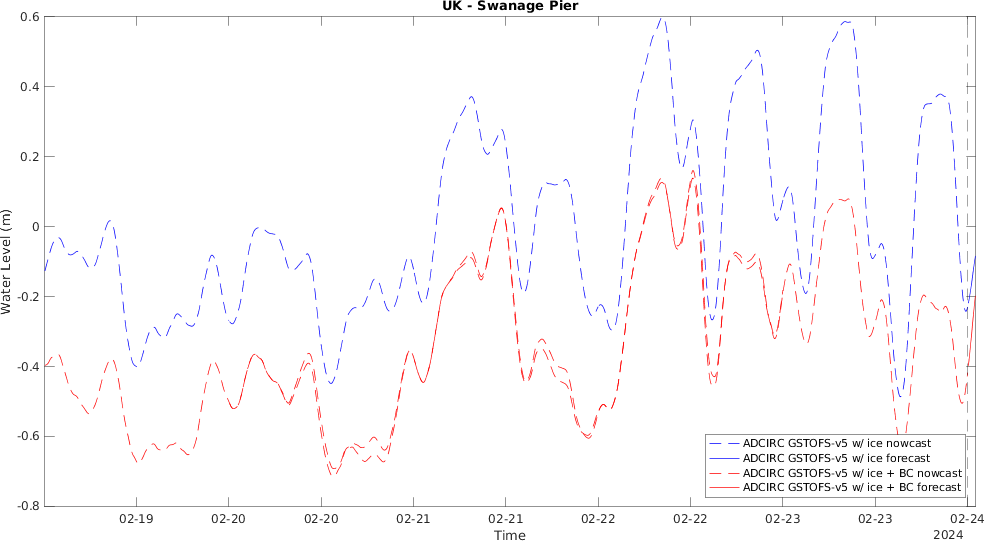 UK - Swanage Pier
0.6
0.4
0.2
0
-0.2
-0.4
-0.6
-0.8
Water Level (m)
ADCIRC GSTOFS-v5 w/ ice nowcast
ADCIRC GSTOFS-v5 w/ ice forecast
ADCIRC GSTOFS-v5 w/ ice + BC nowcast
ADCIRC GSTOFS-v5 w/ ice + BC forecast
02-19 02-20 02-20 02-21 02-21 02-22 02-22 02-23 02-23 02-24
Time 2024